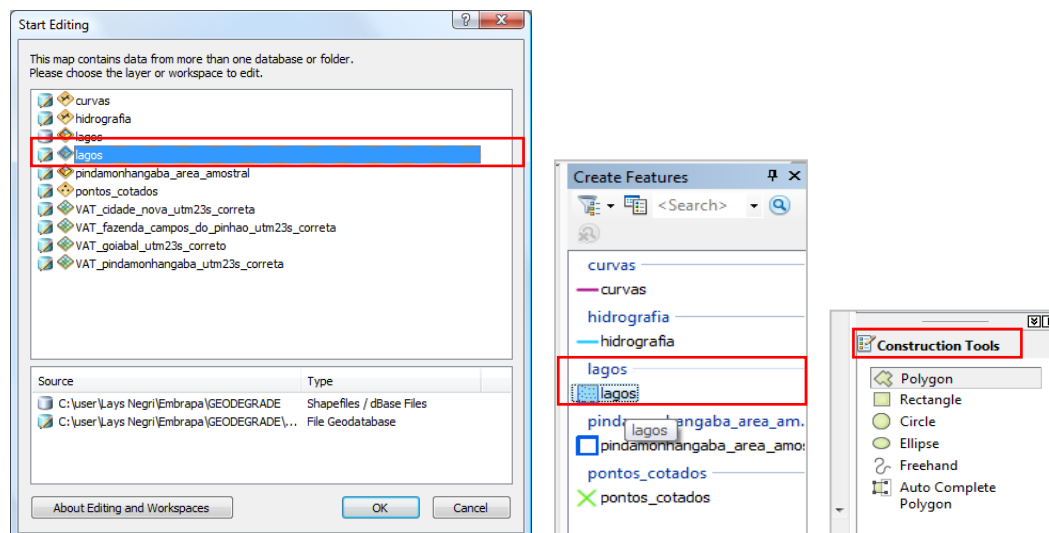 Start Editing
This map contains data from more than one database or folder.
Please choose the layer or workspace to edit.
curvas
hidrografia
lagos
lagos
pindamonhangaba_area_amostral
pontos_cotados
VAT_cidade_nova_utm23s_correta
VAT_fazenda_campos_do_pinhao_utm23s_correta
VAT_goiabal_utm23s_correto
VAT_pindamonhangaba_utm23s_correta
Source Type
C:\user\Lays Negri\Embrapa\GEODEGRADE Shapefiles / dBase Files
C:\user\Lays Negri\Embrapa\GEODEGRADE\... File Geodatabase
About Editing and Workspaces OK Cancel
Create Features
<Search>
curvas
curvas
hidrografia
hidrografia
lagos
lagos
lagos
pindamonhangaba_area_amos
pontos_cotados
pontos_cotados
Construction Tools
Polygon
Rectangle
Circle
Ellipse
Freehand
Auto Complete
Polygon